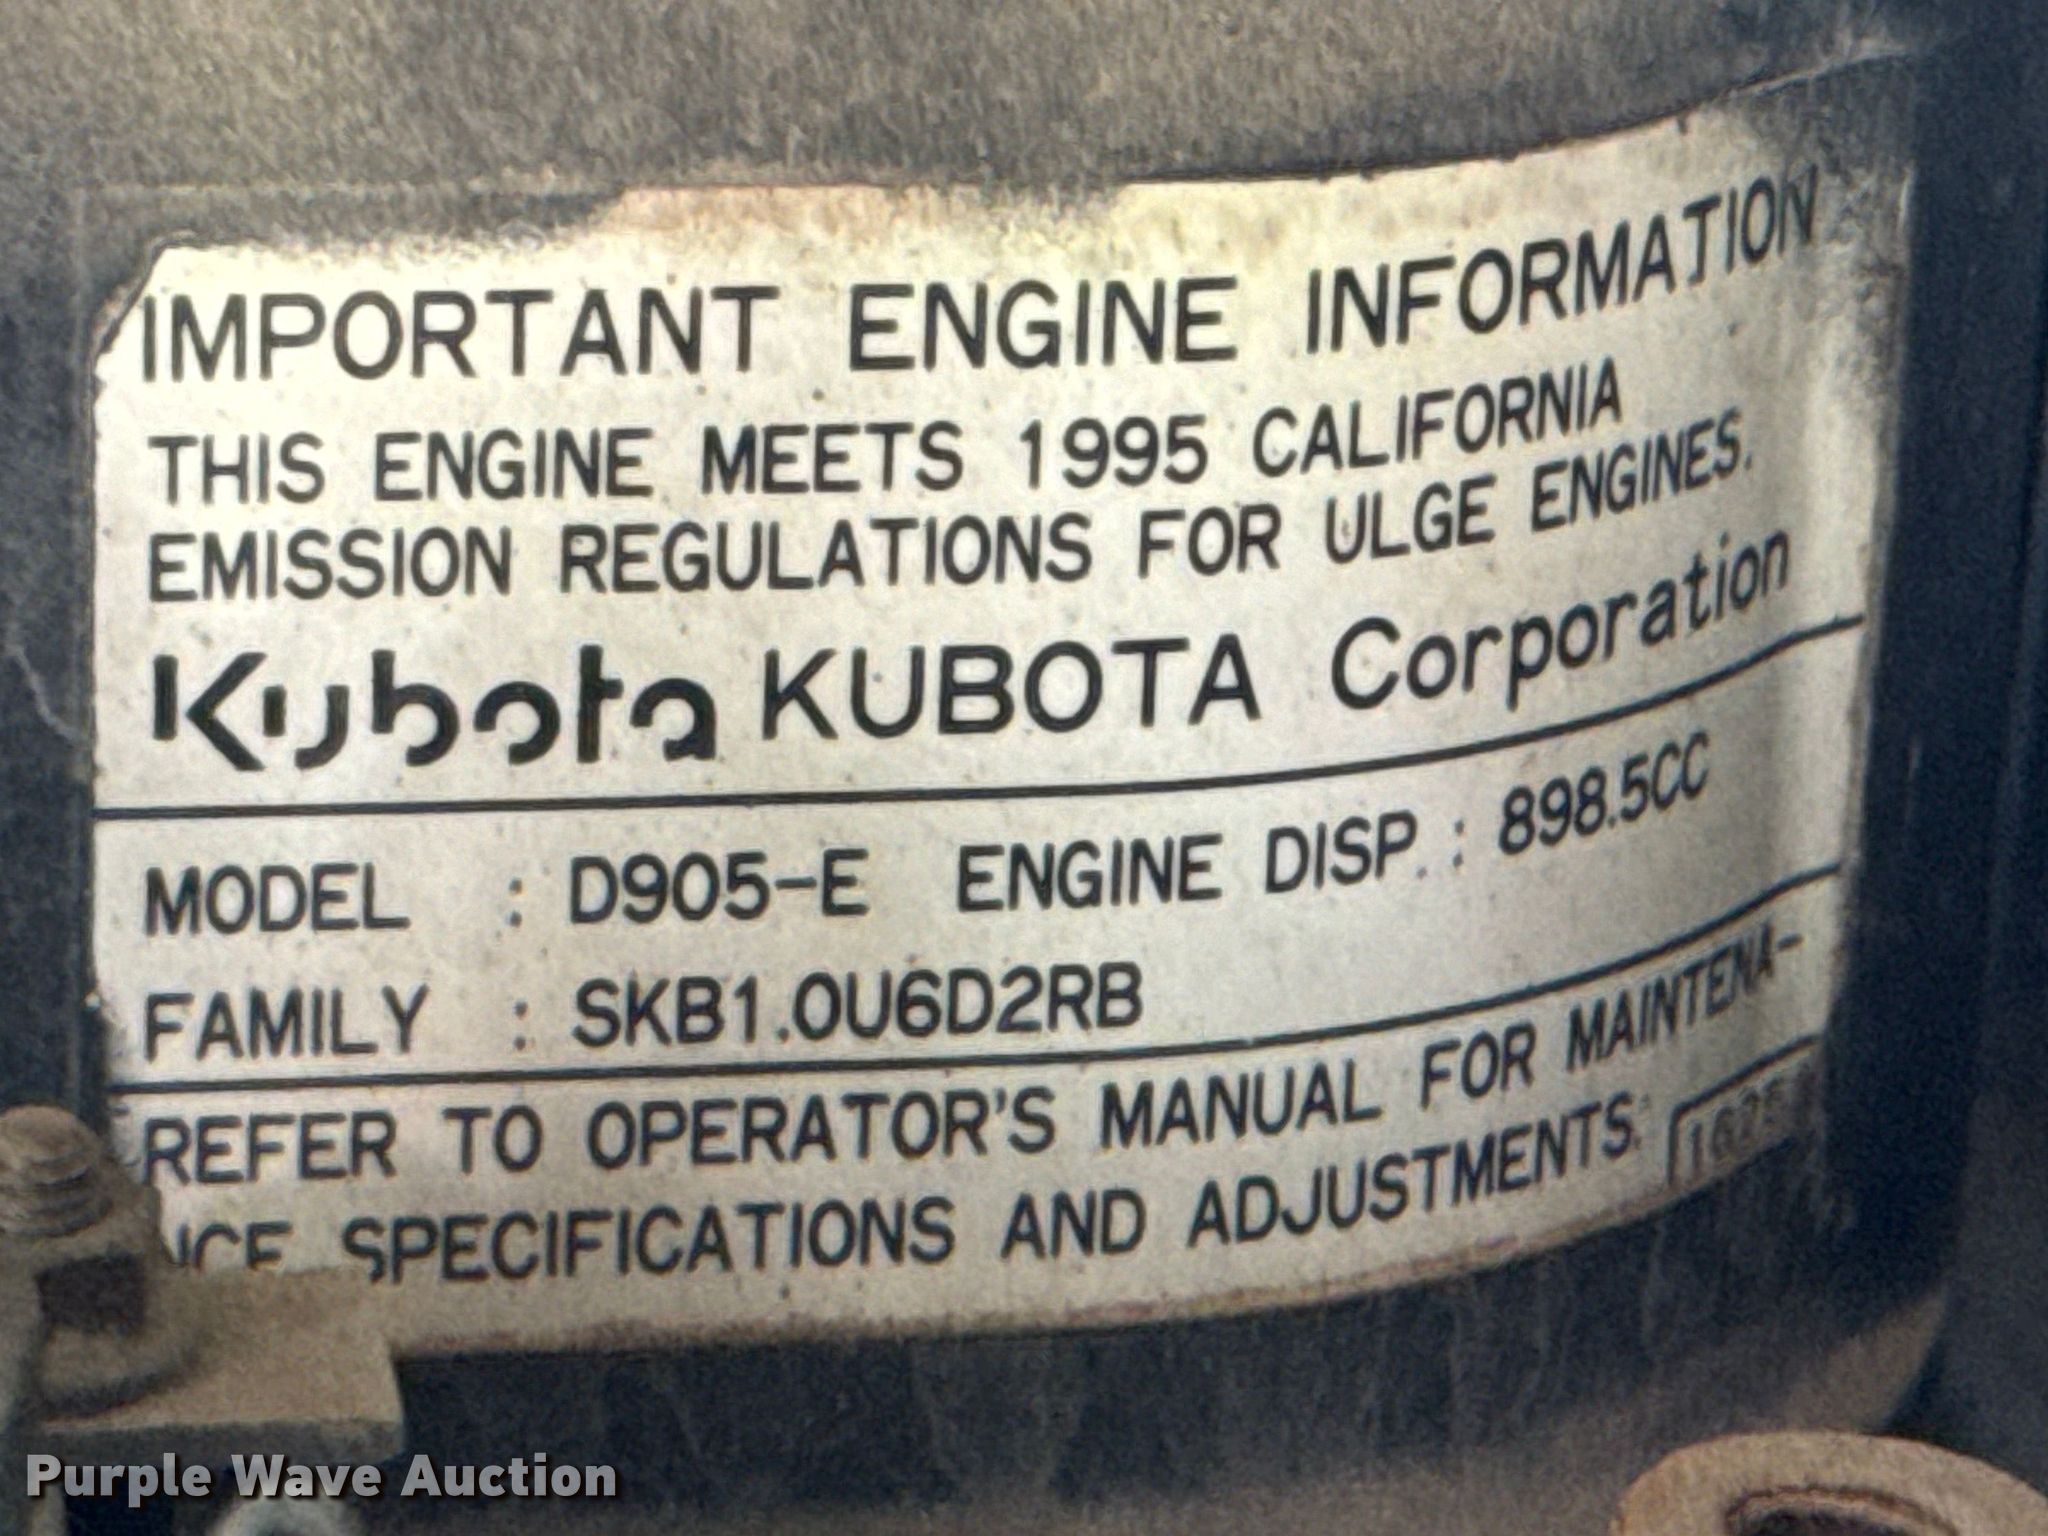 IMPORTANT ENGINE INFORMATION
THIS ENGINE MEETS 1995 CALIFORNIA
EMISSION REGULATIONS FOR ULGE ENGINES.
Kubota KUBOTA Corporation
MODEL : D905-E ENGINE DISP. : 898.5CC
FAMILY : SKB1.0U6D2RB
REFER TO OPERATOR'S MANUAL FOR MAINTENA-
NCE SPECIFICATIONS AND ADJUSTMENTS.
Purple Wave Auction